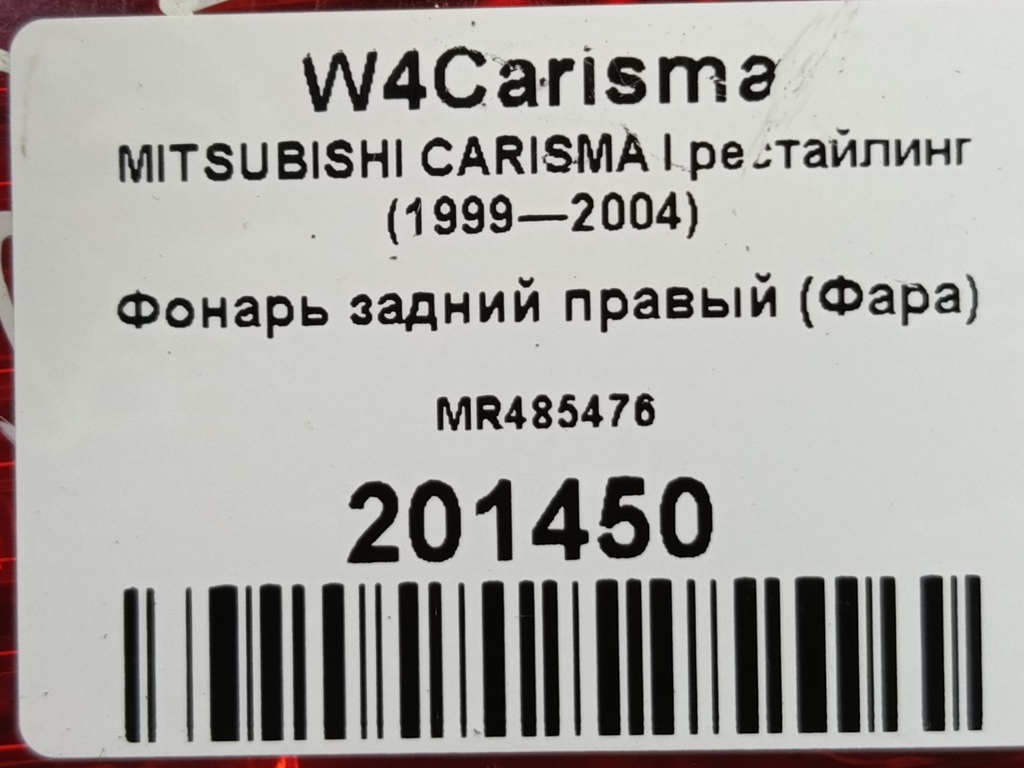 W4Carisma
MITSUBISHI CARISMA I рестайлинг
(1999—2004)
Фонарь задний правый (Фара)
MR485476
201450